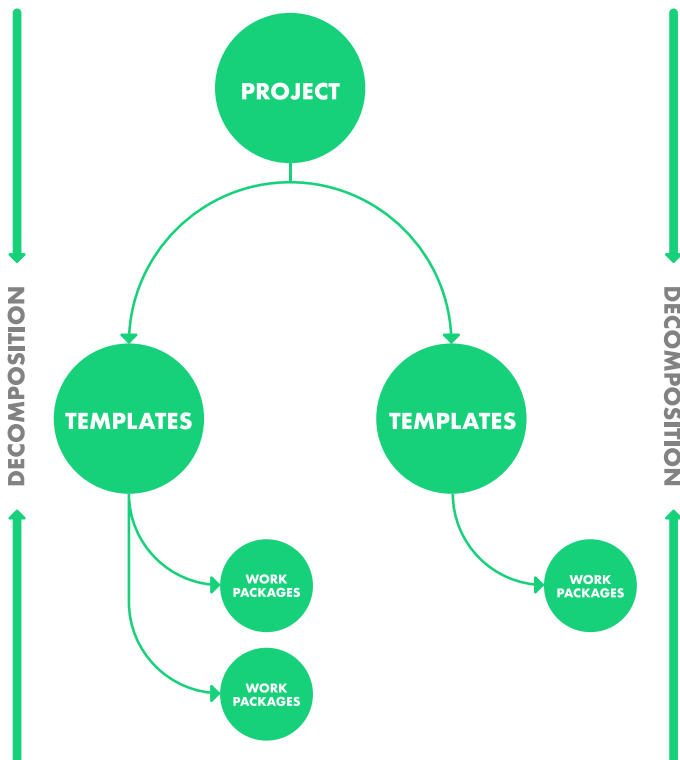 PROJECT
DECOMPOSITION
DECOMPOSITION
TEMPLATES
TEMPLATES
WORK
PACKAGES
WORK
PACKAGES
WORK
PACKAGES